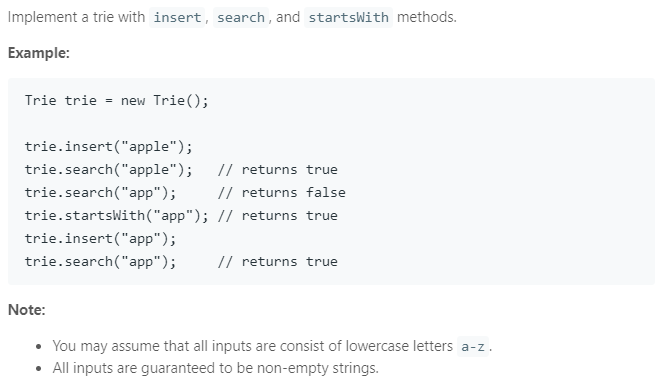 Implement a trie with insert, search, and startsWith methods.
Example:
Trie trie = new Trie();
trie.insert("apple");
trie.search("apple");   // returns true
trie.search("app");     // returns false
trie.startsWith("app"); // returns true
trie.insert("app");
trie.search("app");     // returns true
Note:
• You may assume that all inputs are consist of lowercase letters a-z.
• All inputs are guaranteed to be non-empty strings.